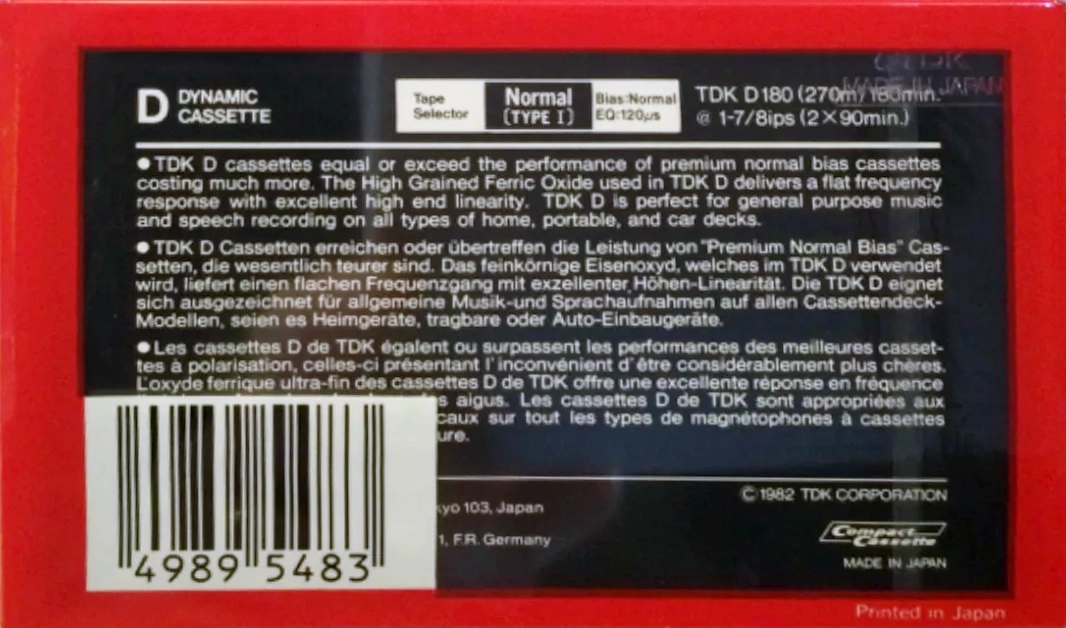 D DYNAMIC
CASSETTE
Tape
Selector
Normal
(TYPE I)
Bias:Normal
EQ:120µs
TDK D180 (270m) 180min.
@ 1-7/8ips (2×90min.)
MADE IN JAPAN
●TDK D cassettes equal or exceed the performance of premium normal bias cassettes
costing much more. The High Grained Ferric Oxide used in TDK D delivers a flat frequency
response with excellent high end linearity. TDK D is perfect for general purpose music
and speech recording on all types of home, portable, and car decks.
●TDK D Cassetten erreichen oder übertreffen die Leistung von "Premium Normal Bias" Cas-
setten, die wesentlich teurer sind. Das feinkörnige Eisenoxyd, welches im TDK D verwendet
wird, liefert einen flachen Frequenzgang mit exzellenter Höhen-Linearität. Die TDK D eignet
sich ausgezeichnet für allgemeine Musik-und Sprachaufnahmen auf allen Cassettendeck-
Modellen, seien es Heimgeräte, tragbare oder Auto-Einbaugeräte.
●Les cassettes D de TDK égalent ou surpassent les performances des meilleures casset-
tes à polarisation, celles-ci présentant l'inconvénient d'être considérablement plus chères.
L'oxyde ferrique ultra-fin des cassettes D de TDK offre une excellente réponse en fréquence
s aigus. Les cassettes D de TDK sont appropriées aux
caux sur tout les types de magnétophones à cassettes
ure.
kyo 103, Japan
1, F.R. Germany
©1982 TDK CORPORATION
Compact
Cassette
MADE IN JAPAN
4989 5483
Printed in Japan